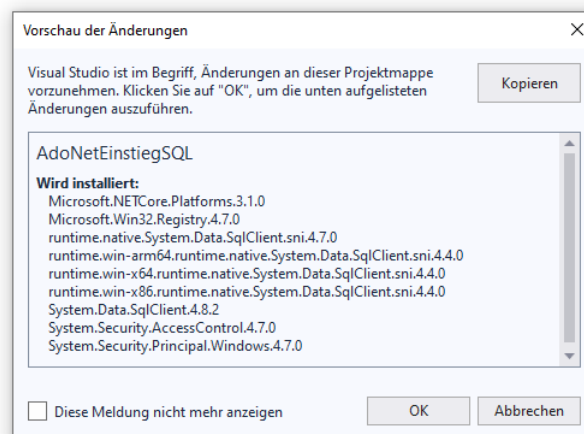 Vorschau der Änderungen
Visual Studio ist im Begriff, Änderungen an dieser Projektmappe
vorzunehmen. Klicken Sie auf "OK", um die unten aufgelisteten
Änderungen auszuführen.
Kopieren
AdoNetEinstiegSQL
Wird installiert:
Microsoft.NETCore.Platforms.3.1.0
Microsoft.Win32.Registry.4.7.0
runtime.native.System.Data.SqlClient.sni.4.7.0
runtime.win-arm64.runtime.native.System.Data.SqlClient.sni.4.4.0
runtime.win-x64.runtime.native.System.Data.SqlClient.sni.4.4.0
runtime.win-x86.runtime.native.System.Data.SqlClient.sni.4.4.0
System.Data.SqlClient.4.8.2
System.Security.AccessControl.4.7.0
System.Security.Principal.Windows.4.7.0
Diese Meldung nicht mehr anzeigen
OK
Abbrechen